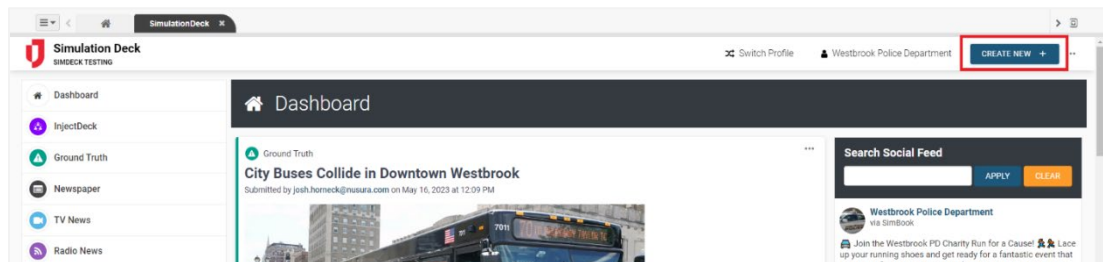 SimulationDeck ×
Simulation Deck
SIMDECK TESTING
Switch Profile
Westbrook Police Department
CREATE NEW +
Dashboard
InjectDeck
Ground Truth
Newspaper
TV News
Radio News
Dashboard
Ground Truth
City Buses Collide in Downtown Westbrook
Submitted by josh.horneck@nusura.com on May 16, 2023 at 12:09 PM
7011
Search Social Feed
APPLY CLEAR
Westbrook Police Department
via SimBook
Join the Westbrook PD Charity Run for a Cause! Lace
up your running shoes and get ready for a fantastic event that